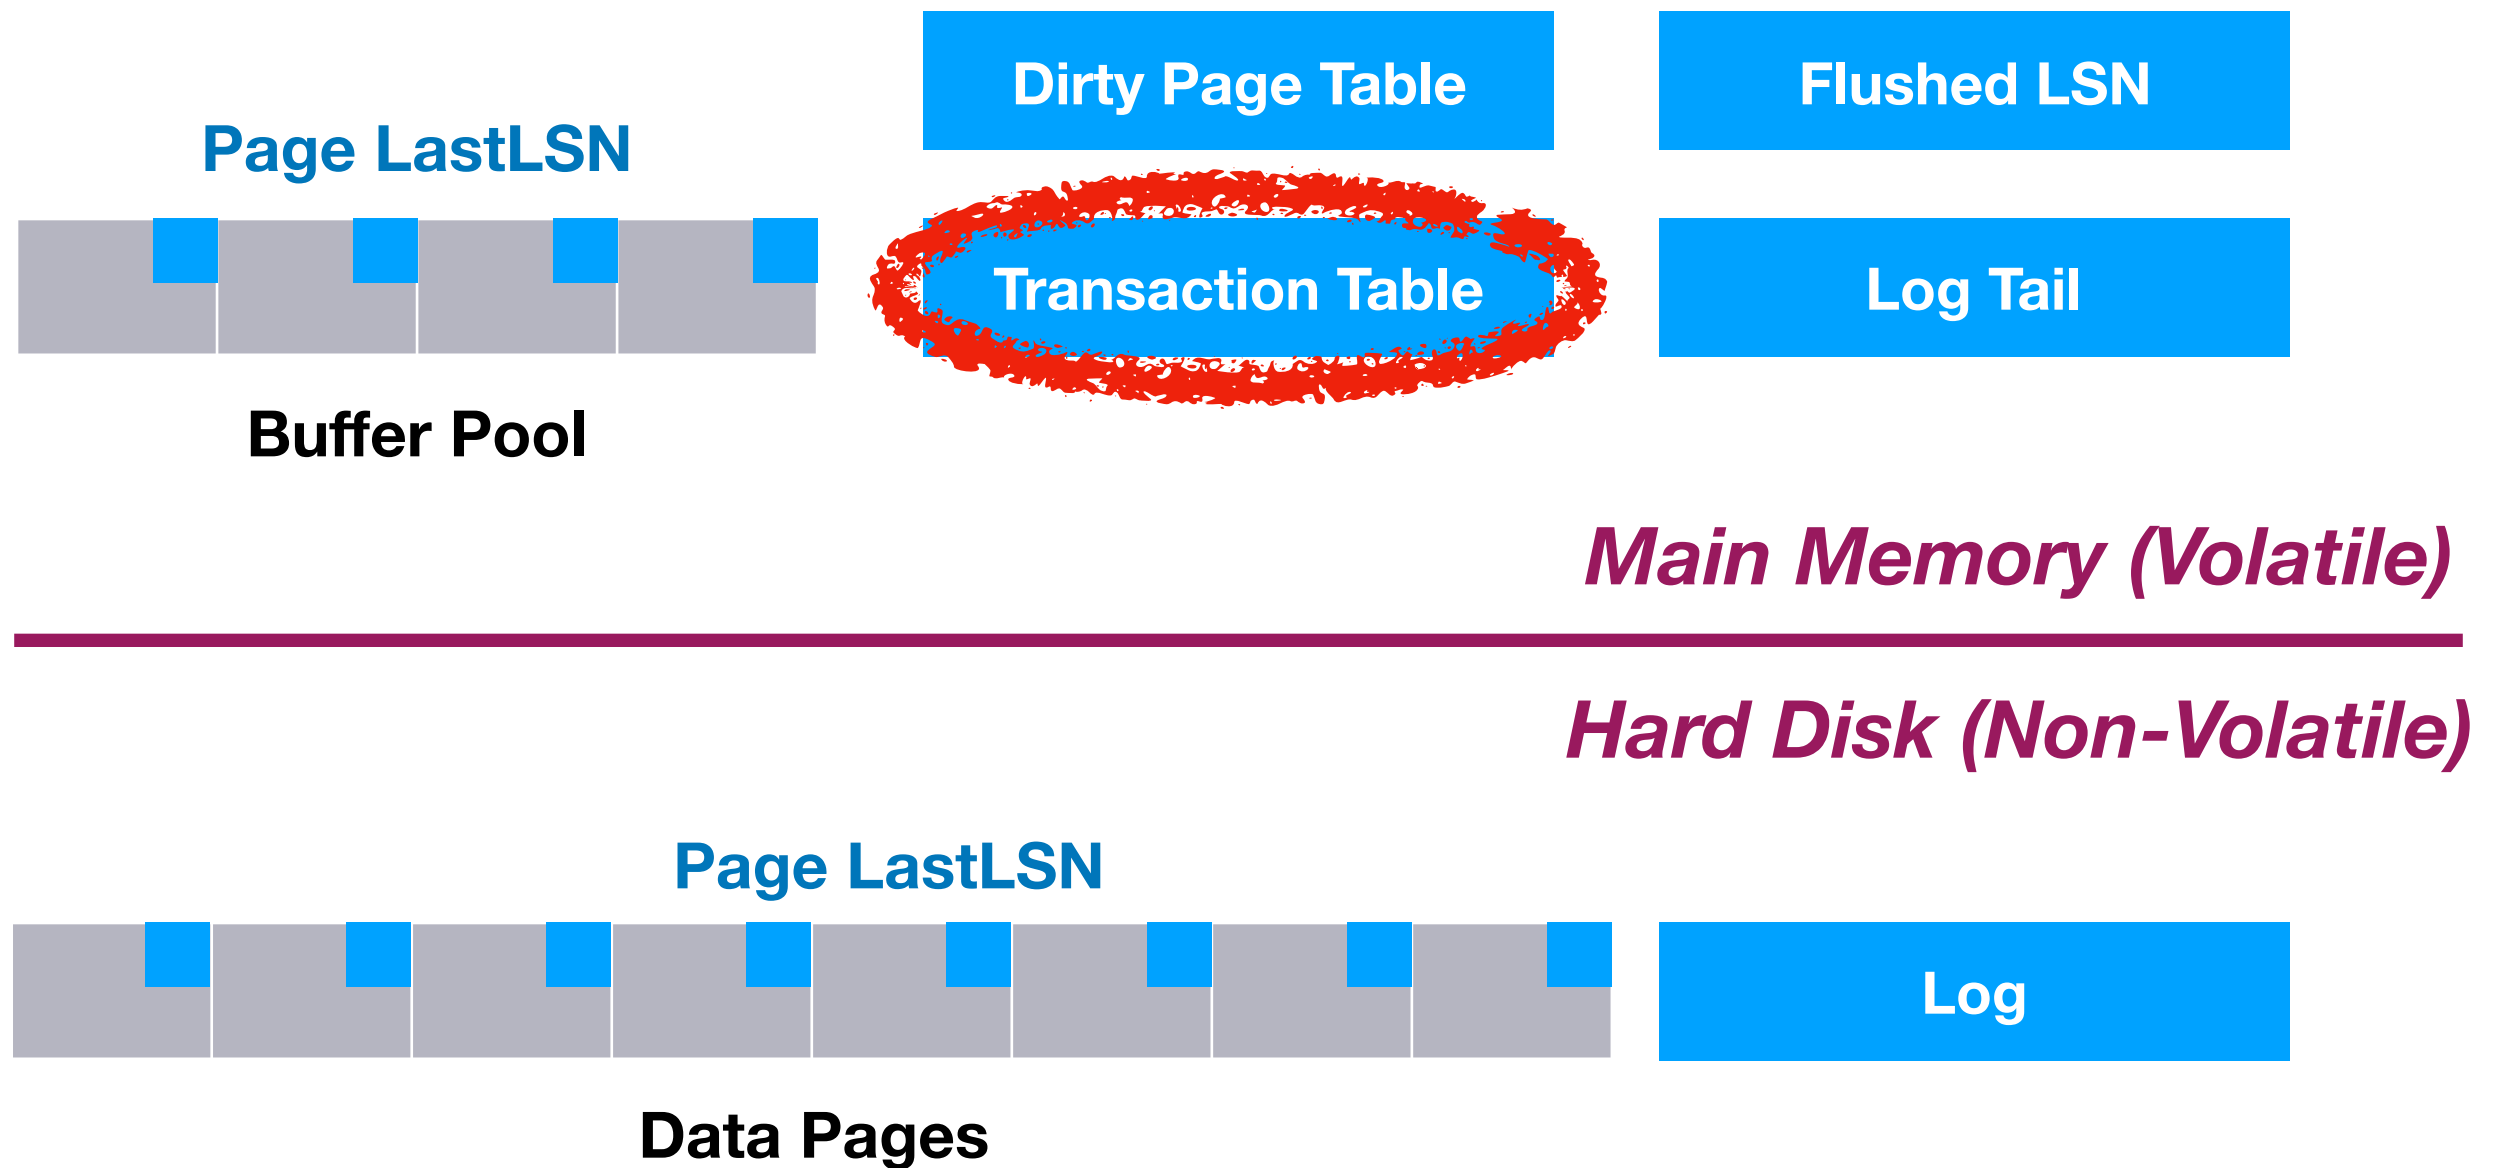 Dirty Page Table
Flushed LSN
Page LastLSN
Transaction Table
Log Tail
Buffer Pool
Main Memory (Volatile)
Hard Disk (Non-Volatile)
Page LastLSN
Log
Data Pages